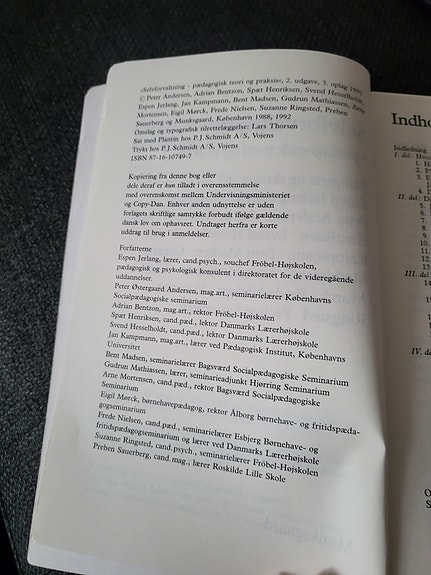 »Selvforvaltning – pædagogisk teori og praksis«, 2. udgave, 3. oplag
© Peter Andersen, Adrian Bentzon, Spæt Henriksen, Svend Hesselholdt,
Espen Jerlang, Jan Kampmann, Bent Madsen, Gudrun Mathiassen, Arne
Mortensen, Eigil Mørck, Frede Nielsen, Suzanne Ringsted, Preben
Sauerberg og Munksgaard, København 1988, 1992
Omslag og typografisk tilrettelæggelse: Lars Thorsen
Sat med Plantin hos P.J. Schmidt A/S, Vojens
Trykt hos P.J. Schmidt A/S, Vojens
ISBN 87-16-10749-7
Kopiering fra denne bog eller
dele deraf er kun tilladt i overensstemmelse
med overenskomst mellem Undervisningsministeriet
og Copy-Dan. Enhver anden udnyttelse er uden
forlagets skriftlige samtykke forbudt ifølge gældende
dansk lov om ophavsret. Undtaget herfra er korte
uddrag til brug i anmeldelser.
Forfatterne
Espen Jerlang, lærer, cand.psych., souchef Fröbel-Højskolen,
pædagogisk og psykologisk konsulent i direktoratet for de videregående
uddannelser.
Peter Østergaard Andersen, mag.art., seminarielærer Københavns
Socialpædagogiske seminarium
Adrian Bentzon, mag.art., rektor Fröbel-Højskolen
Spæt Henriksen, cand.pæd., lektor Danmarks Lærerhøjskole
Svend Hesselholdt, cand.pæd., lektor Danmarks Lærerhøjskole
Jan Kampmann, mag.art., lærer ved Pædagogisk Institut, Københavns
Universitet
Bent Madsen, seminarielærer Bagsværd Socialpædagogiske Seminarium
Gudrun Mathiassen, lærer, seminarieadjunkt Hjørring Seminarium
Arne Mortensen, cand.pæd., rektor Bagsværd Socialpædagogiske
Seminarium
Eigil Mørck, børnehavepædagog, rektor Ålborg børnehave- og fritidspæda-
gogseminarium
Frede Nielsen, cand.pæd., seminarielærer Esbjerg Børnehave- og
fritidspædagogseminarium og lærer ved Danmarks Lærerhøjskole
Suzanne Ringsted, cand.psych., seminarielærer Fröbel-Højskolen
Preben Sauerberg, cand.mag., lærer Roskilde Lille Skole
Indho
Indledning
I. del: Hvo
1.
2.
3.
4.
II. del:
III. del:
IV. de